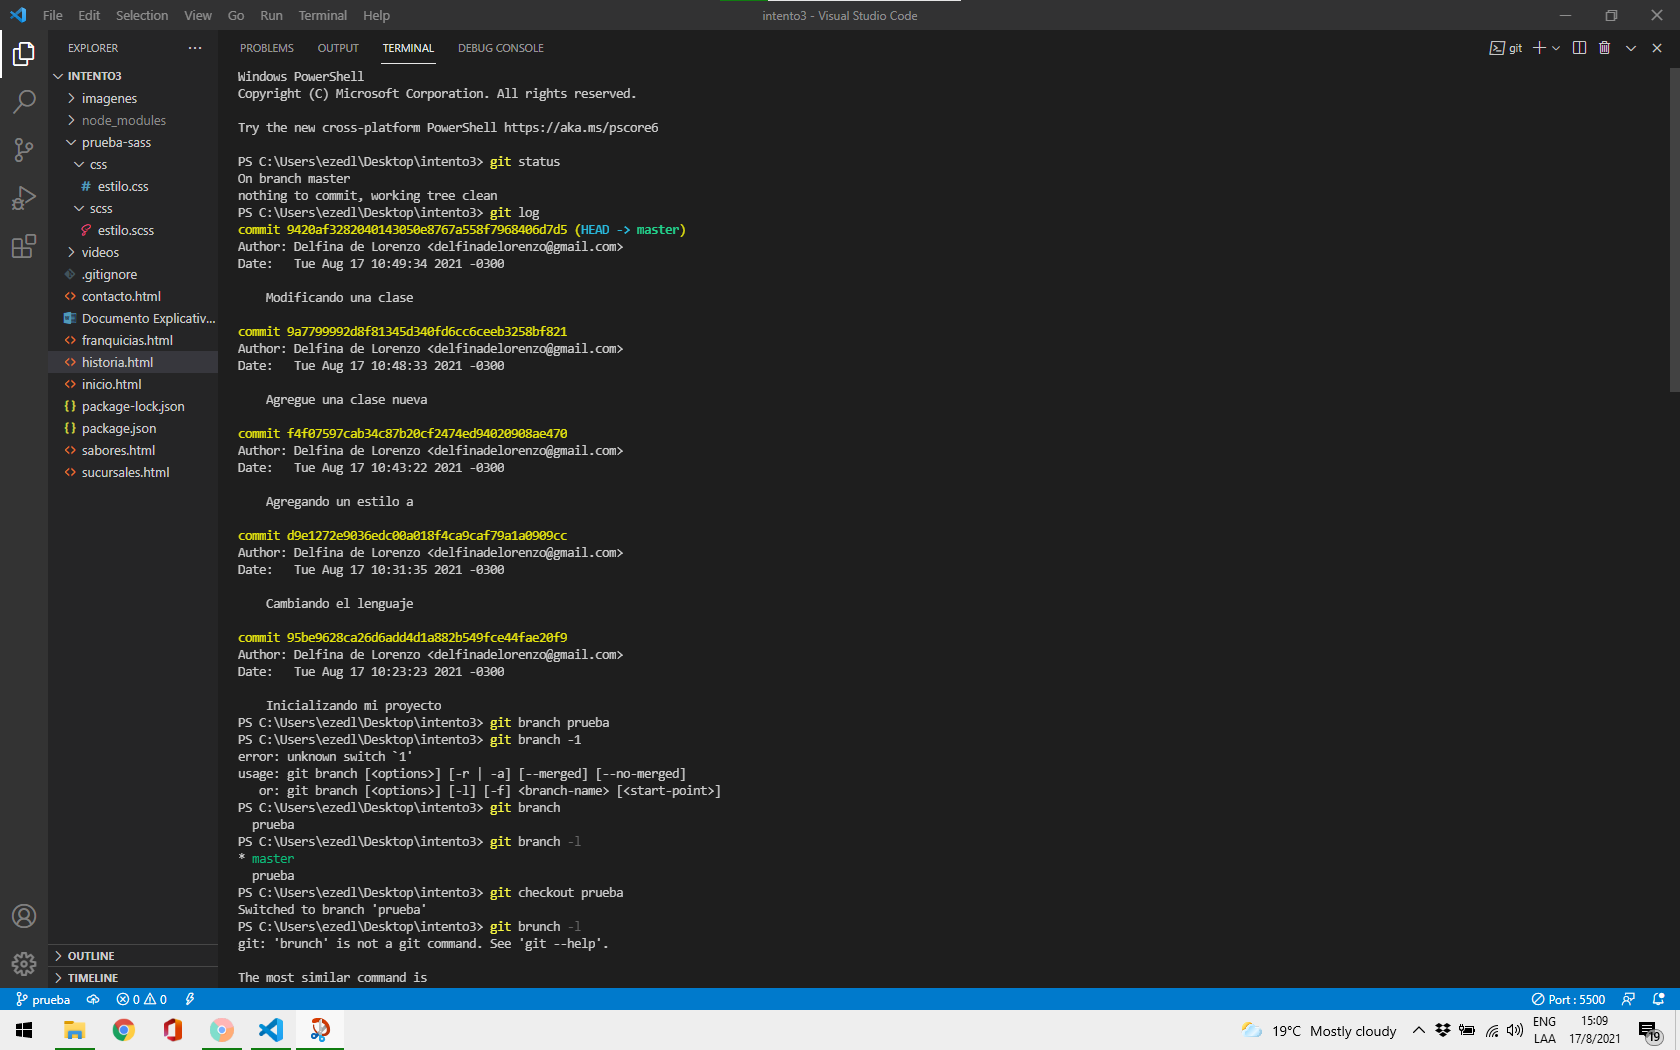 File Edit Selection View Go Run Terminal Help
intento3 - Visual Studio Code
EXPLORER
INTENTO3
imagenes
node_modules
prueba-sass
css
# estilo.css
scss
estilo.scss
videos
.gitignore
contacto.html
Documento Explicativ...
franquicias.html
historia.html
inicio.html
{} package-lock.json
{} package.json
sabores.html
sucursales.html
OUTLINE
TIMELINE
PROBLEMS OUTPUT TERMINAL DEBUG CONSOLE
git
Windows PowerShell
Copyright (C) Microsoft Corporation. All rights reserved.
Try the new cross-platform PowerShell https://aka.ms/pscore6
PS C:\Users\ezedl\Desktop\intento3> git status
On branch master
nothing to commit, working tree clean
PS C:\Users\ezedl\Desktop\intento3> git log
commit 9420af3282040143050e8767a558f7968406d7d5 (HEAD -> master)
Author: Delfina de Lorenzo <delfinadelorenzo@gmail.com>
Date:   Tue Aug 17 10:49:34 2021 -0300
Modificando una clase
commit 9a7799992d8f81345d340fd6cc6ceeb3258bf821
Author: Delfina de Lorenzo <delfinadelorenzo@gmail.com>
Date:   Tue Aug 17 10:48:33 2021 -0300
Agregue una clase nueva
commit f4f07597cab34c87b20cf2474ed94020908ae470
Author: Delfina de Lorenzo <delfinadelorenzo@gmail.com>
Date:   Tue Aug 17 10:43:22 2021 -0300
Agregando un estilo a
commit d9e1272e9036edc00a018f4ca9caf79a1a0909cc
Author: Delfina de Lorenzo <delfinadelorenzo@gmail.com>
Date:   Tue Aug 17 10:31:35 2021 -0300
Cambiando el lenguaje
commit 95be9628ca26d6add4d1a882b549fce44fae20f9
Author: Delfina de Lorenzo <delfinadelorenzo@gmail.com>
Date:   Tue Aug 17 10:23:23 2021 -0300
Inicializando mi proyecto
PS C:\Users\ezedl\Desktop\intento3> git branch prueba
PS C:\Users\ezedl\Desktop\intento3> git branch -1
error: unknown switch `1'
usage: git branch [<options>] [-r | -a] [--merged] [--no-merged]
or: git branch [<options>] [-l] [-f] <branch-name> [<start-point>]
PS C:\Users\ezedl\Desktop\intento3> git branch
prueba
PS C:\Users\ezedl\Desktop\intento3> git branch -l
* master
prueba
PS C:\Users\ezedl\Desktop\intento3> git checkout prueba
Switched to branch 'prueba'
PS C:\Users\ezedl\Desktop\intento3> git brunch -l
git: 'brunch' is not a git command. See 'git --help'.
The most similar command is
prueba 0 0
Port : 5500
19°C Mostly cloudy
ENG
LAA
15:09
17/8/2021
19